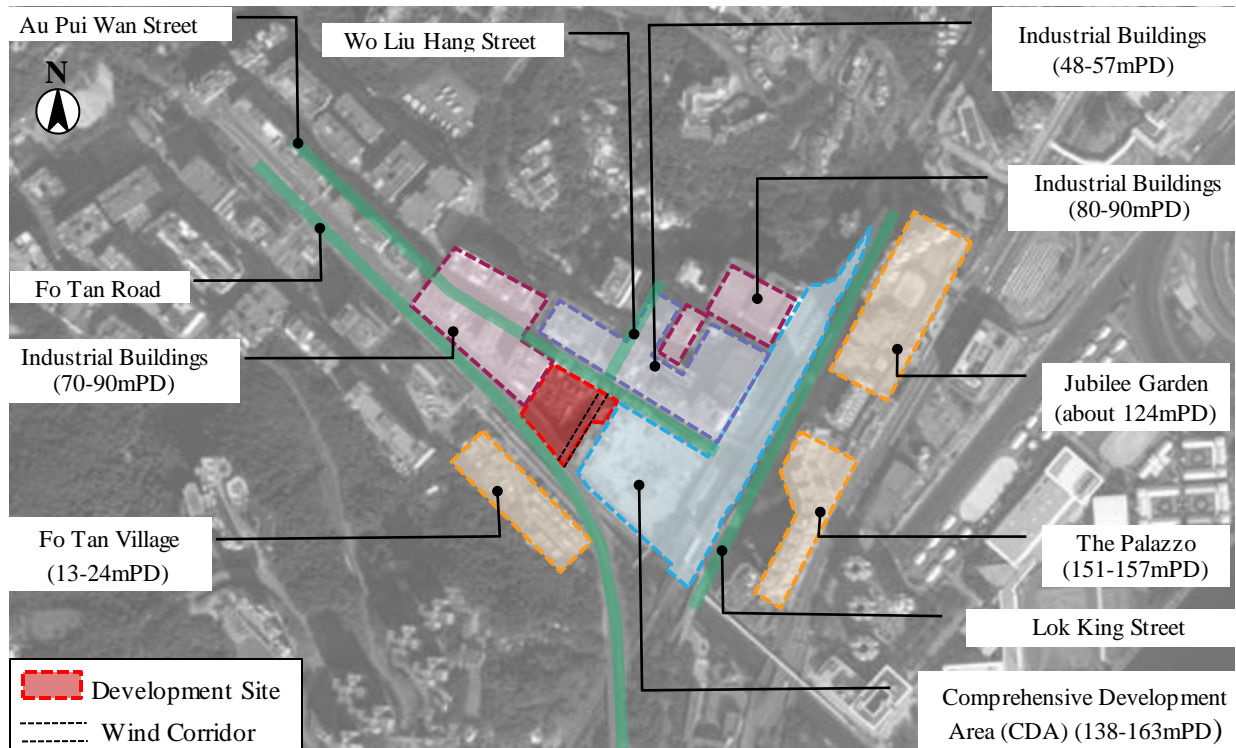 Au Pui Wan Street
Wo Liu Hang Street
Industrial Buildings
(48-57mPD)
N
Industrial Buildings
(80-90mPD)
Fo Tan Road
Industrial Buildings
(70-90mPD)
Jubilee Garden
(about 124mPD)
Fo Tan Village
(13-24mPD)
The Palazzo
(151-157mPD)
Lok King Street
Development Site
Wind Corridor
Comprehensive Development
Area (CDA) (138-163mPD)